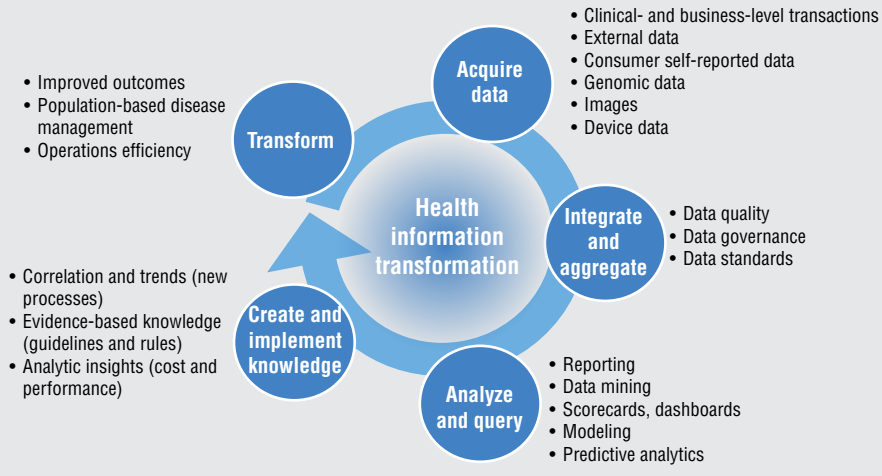 Acquire
data
• Clinical- and business-level transactions
• External data
• Consumer self-reported data
• Genomic data
• Images
• Device data
Integrate
and
aggregate
• Data quality
• Data governance
• Data standards
Analyze
and query
• Reporting
• Data mining
• Scorecards, dashboards
• Modeling
• Predictive analytics
Create and
implement
knowledge
• Correlation and trends (new
processes)
• Evidence-based knowledge
(guidelines and rules)
• Analytic insights (cost and
performance)
Transform
• Improved outcomes
• Population-based disease
management
• Operations efficiency
Health
information
transformation